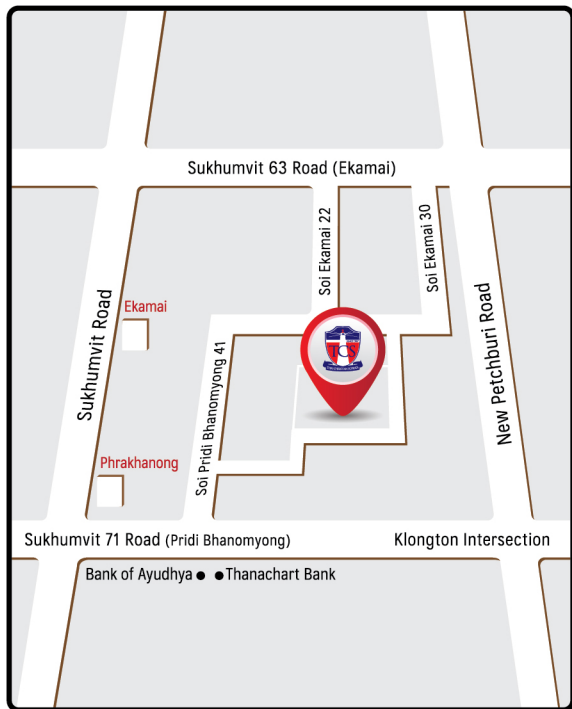 Sukhumvit 63 Road (Ekamai)
Soi Ekamai 22
Soi Ekamai 30
Ekamai
Sukhumvit Road
TCS
New Petchburi Road
Soi Pridi Bhanomyong 41
Phrakhanong
Sukhumvit 71 Road (Pridi Bhanomyong)
Klongton Intersection
Bank of Ayudhya
Thanachart Bank